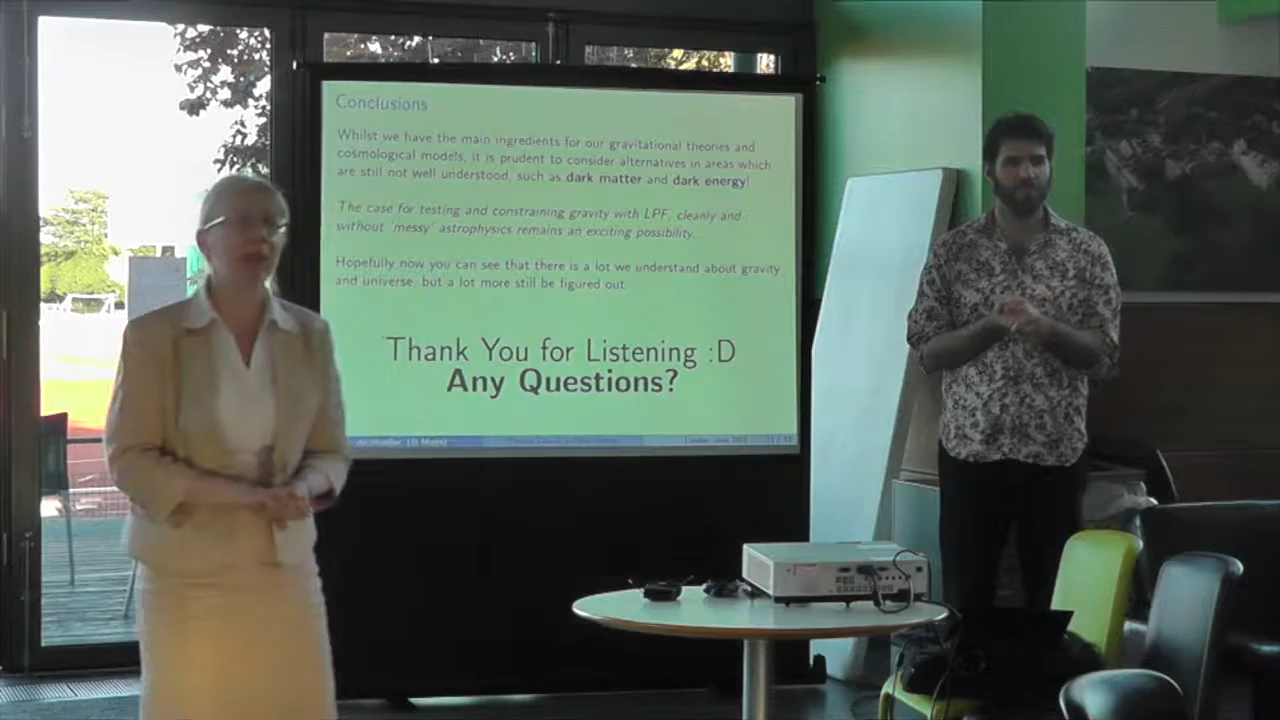 Conclusions
Whilst we have the main ingredients for our gravitational theories and
cosmological models, it is prudent to consider alternatives in areas which
are still not well understood, such as dark matter and dark energy!
The case for testing and constraining gravity with LPF, cleanly and
without 'messy' astrophysics remains an exciting possibility...
Hopefully now you can see that there is a lot we understand about gravity
and universe, but a lot more still be figured out.
Thank You for Listening :D
Any Questions?